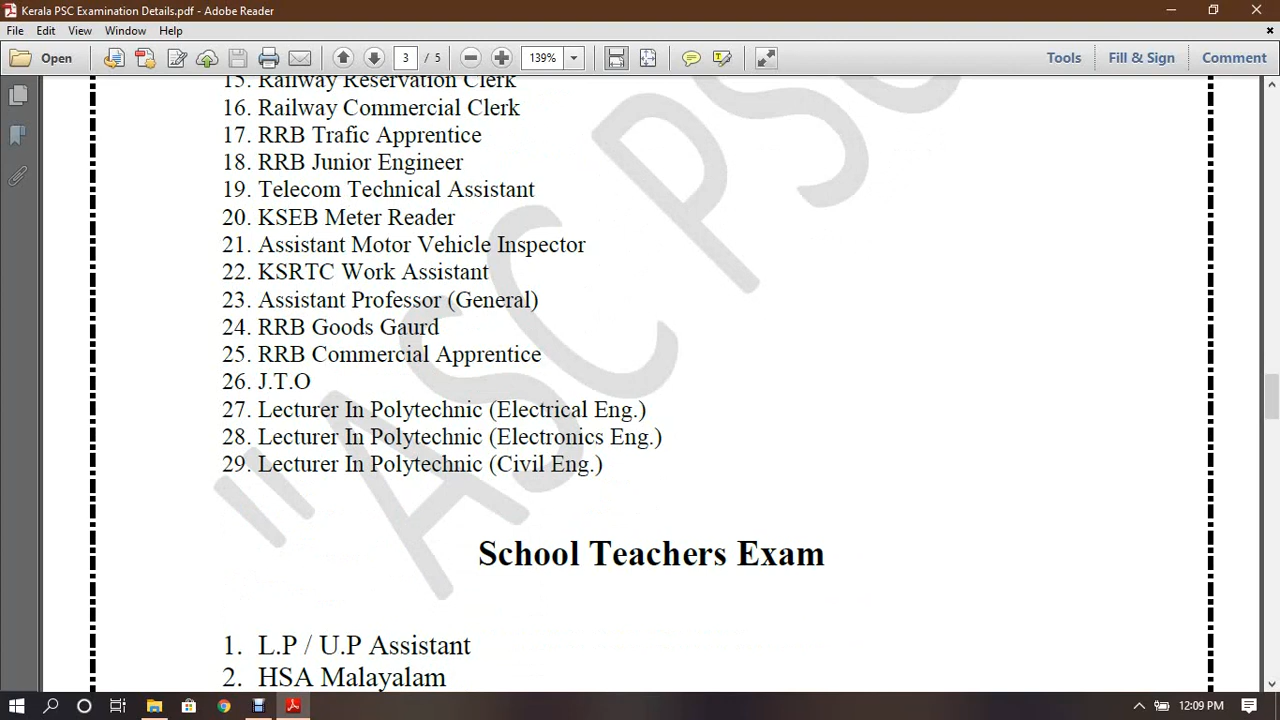 Kerala PSC Examination Details.pdf - Adobe Reader
File Edit View Window Help
Open 3 / 5 139% Tools Fill & Sign Comment
15. Railway Reservation Clerk
16. Railway Commercial Clerk
17. RRB Trafic Apprentice
18. RRB Junior Engineer
19. Telecom Technical Assistant
20. KSEB Meter Reader
21. Assistant Motor Vehicle Inspector
22. KSRTC Work Assistant
23. Assistant Professor (General)
24. RRB Goods Gaurd
25. RRB Commercial Apprentice
26. J.T.O
27. Lecturer In Polytechnic (Electrical Eng.)
28. Lecturer In Polytechnic (Electronics Eng.)
29. Lecturer In Polytechnic (Civil Eng.)
"ASC PSC
School Teachers Exam
1. L.P / U.P Assistant
2. HSA Malayalam
12:09 PM